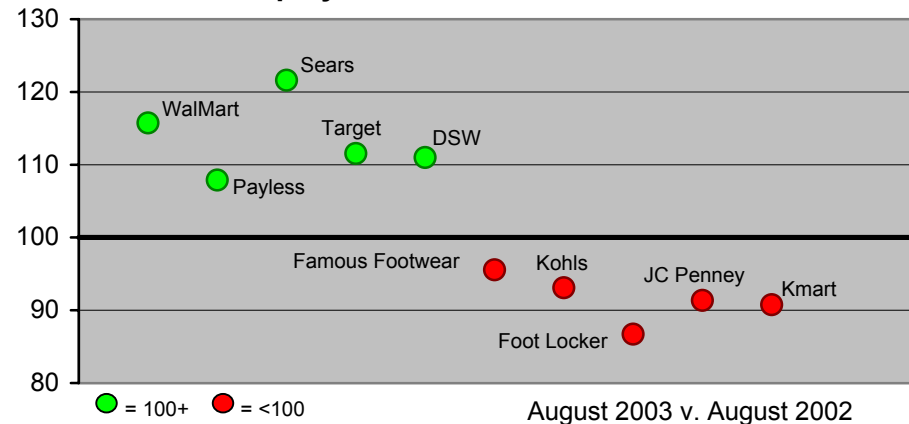 130
120
110
100
90
80
Sears
WalMart
Target
DSW
Payless
Famous Footwear
Kohls
JC Penney
Kmart
Foot Locker
= 100+ = <100
August 2003 v. August 2002